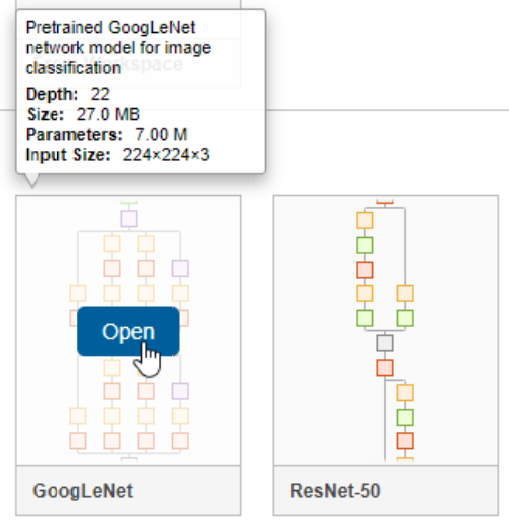 Pretrained GoogLeNet
network model for image
classification
Depth: 22
Size: 27.0 MB
Parameters: 7.00 M
Input Size: 224×224×3
Open
GoogLeNet
ResNet-50